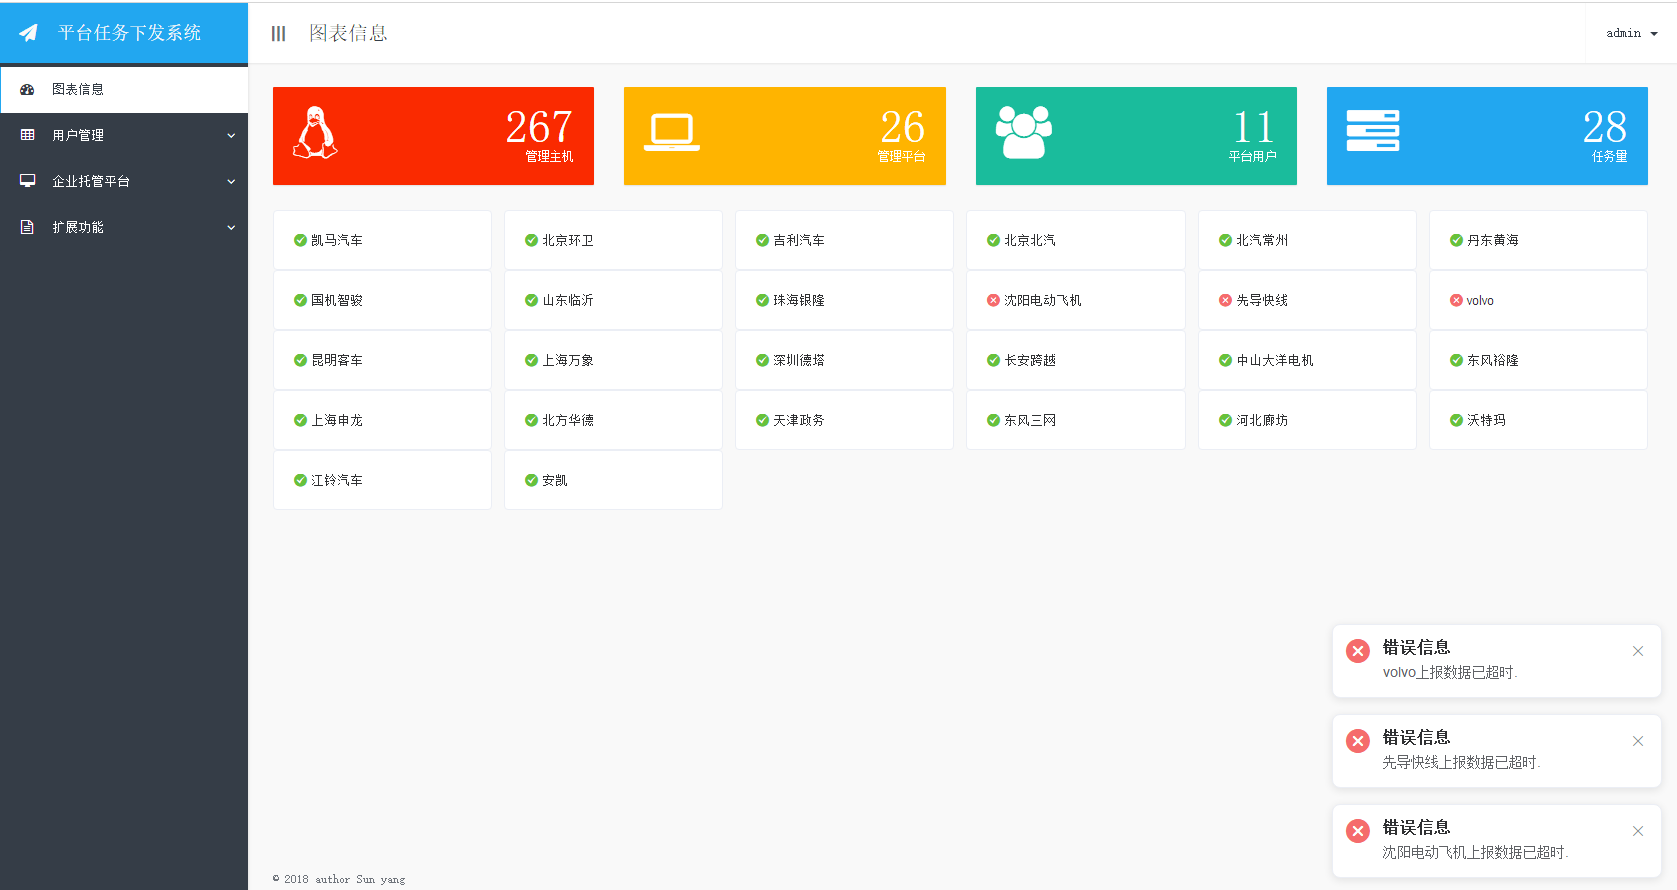 平台任务下发系统
图表信息
admin
图表信息
用户管理
企业托管平台
扩展功能
267
管理主机
26
管理平台
11
平台用户
28
任务量
凯马汽车
北京环卫
吉利汽车
北京北汽
北汽常州
丹东黄海
国机智骏
山东临沂
珠海银隆
沈阳电动飞机
先导快线
volvo
昆明客车
上海万象
深圳德塔
长安跨越
中山大洋电机
东风裕隆
上海申龙
北方华德
天津政务
东风三网
河北廊坊
沃特玛
江铃汽车
安凯
错误信息
volvo上报数据已超时.
错误信息
先导快线上报数据已超时.
错误信息
沈阳电动飞机上报数据已超时.
© 2018 author Sun yang